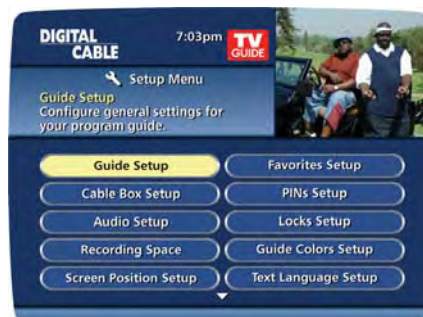 DIGITAL
CABLE
7:03pm
TV
GUIDE
Setup Menu
Guide Setup
Configure general settings for
your program guide.
Guide Setup
Favorites Setup
Cable Box Setup
PINs Setup
Audio Setup
Locks Setup
Recording Space
Guide Colors Setup
Screen Position Setup
Text Language Setup